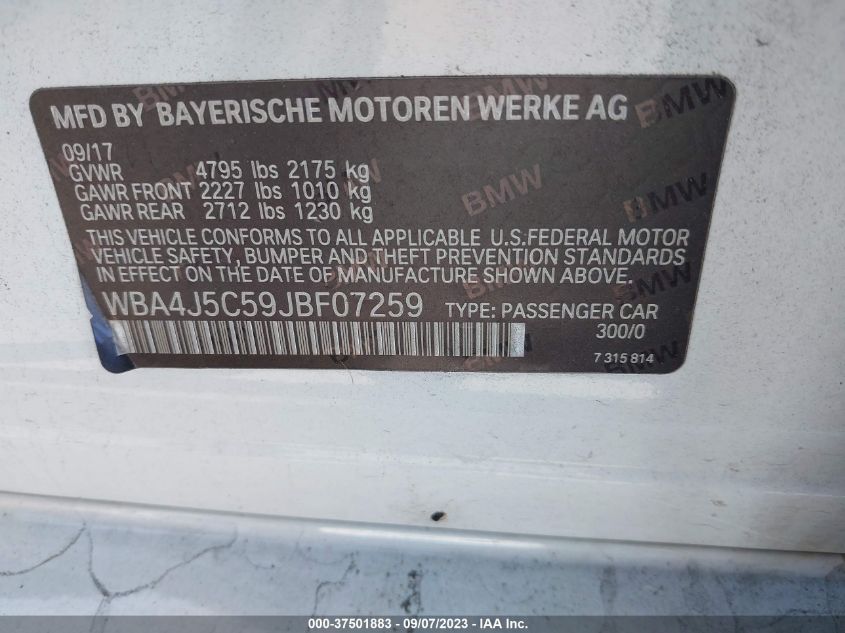 MFD BY BAYERISCHE MOTOREN WERKE AG
09/17
GVWR 4795 lbs 2175 kg
GAWR FRONT 2227 lbs 1010 kg
GAWR REAR 2712 lbs 1230 kg
THIS VEHICLE CONFORMS TO ALL APPLICABLE U.S.FEDERAL MOTOR
VEHICLE SAFETY, BUMPER AND THEFT PREVENTION STANDARDS
IN EFFECT ON THE DATE OF MANUFACTURE SHOWN ABOVE.
WBA4J5C59JBF07259 TYPE: PASSENGER CAR
300/0
7 315 814
BMW
BMW
BMW
000-37501883 - 09/07/2023 - IAA Inc.